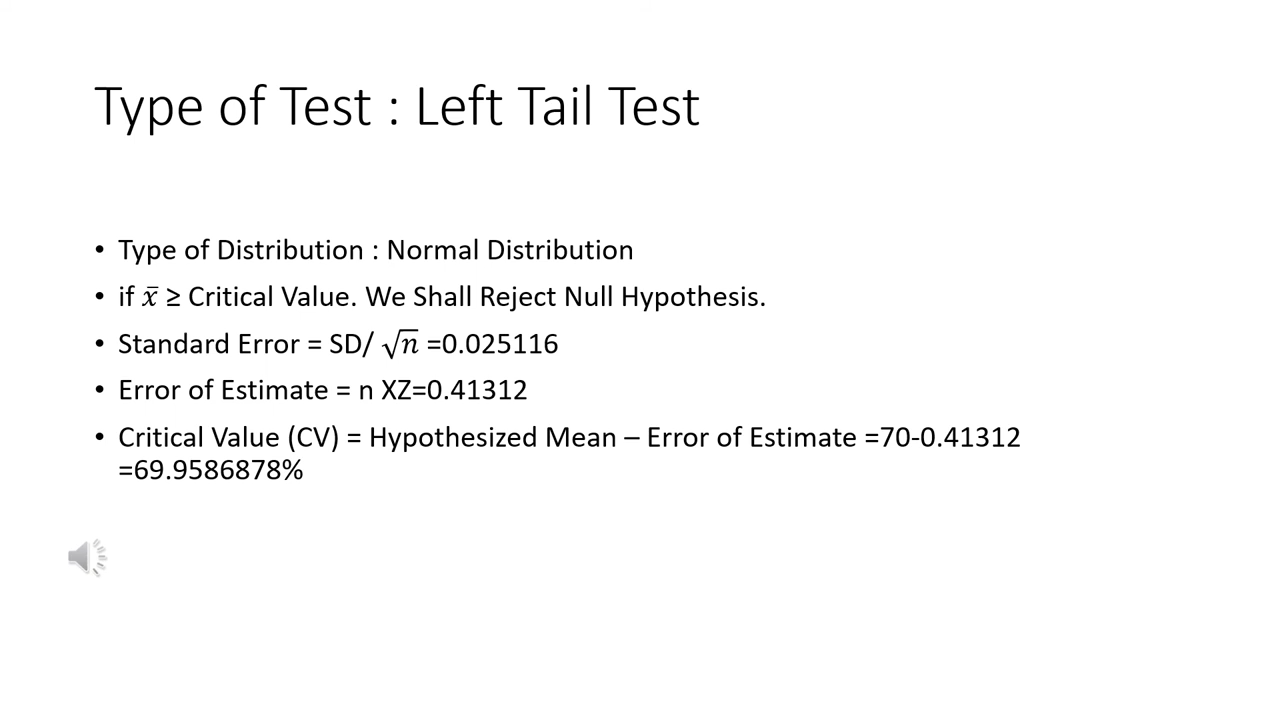 Type of Test : Left Tail Test
• Type of Distribution : Normal Distribution
• if x̄ ≥ Critical Value. We Shall Reject Null Hypothesis.
• Standard Error = SD/ √n =0.025116
• Error of Estimate = n XZ=0.41312
• Critical Value (CV) = Hypothesized Mean – Error of Estimate =70-0.41312
=69.9586878%